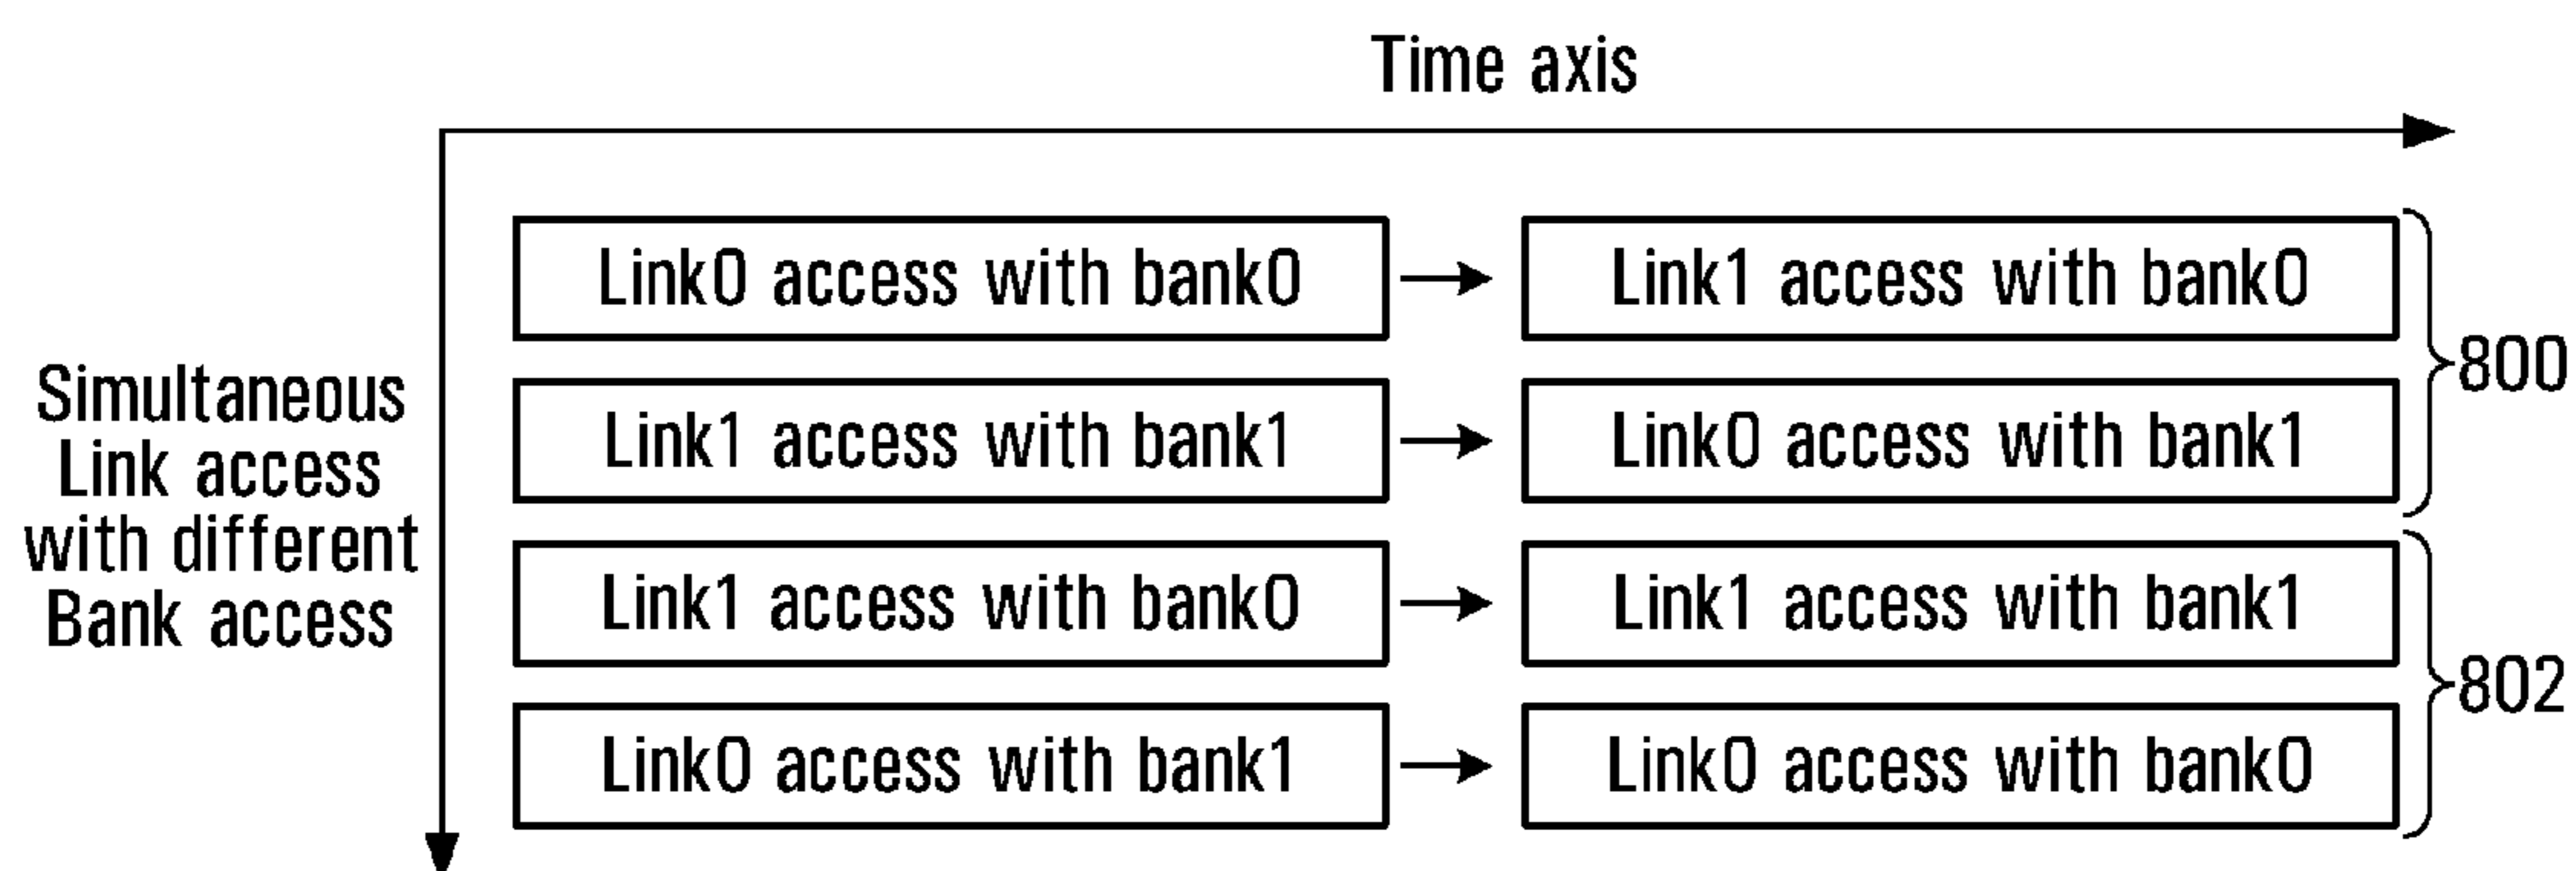 Time axis
Link0 access with bank0
Link1 access with bank0
800
Link1 access with bank1
Link0 access with bank1
Simultaneous
Link access
with different
Bank access
Link1 access with bank0
Link1 access with bank1
802
Link0 access with bank1
Link0 access with bank0